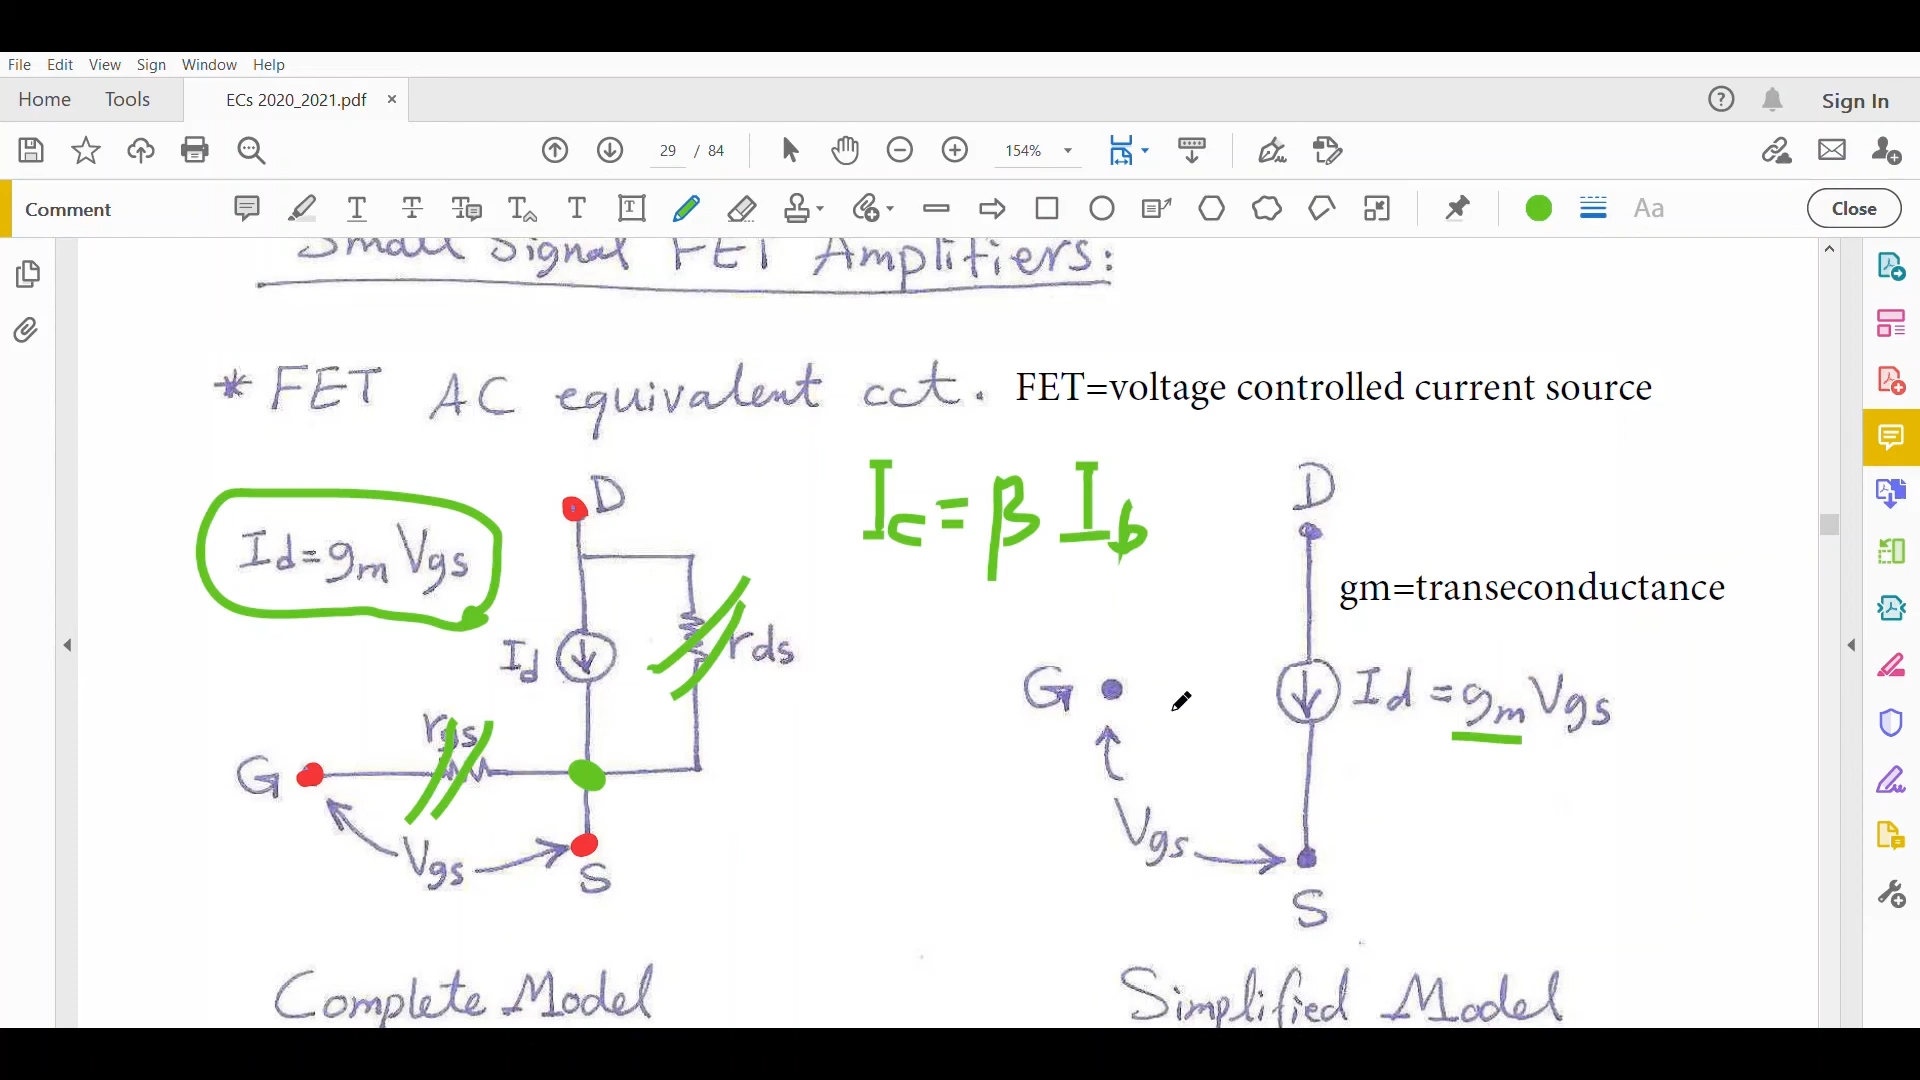 File Edit View Sign Window Help
Home Tools ECs 2020_2021.pdf × Sign In
29 / 84 154%
Comment Aa Close
Small Signal FET Amplifiers:
* FET AC equivalent cct. FET=voltage controlled current source
Id=gm Vgs
D
Ic=β Ib
D
gm=transeconductance
Id
rds
G
Id=gm Vgs
rgs
G
Vgs
S
Vgs
S
Complete Model
Simplified Model